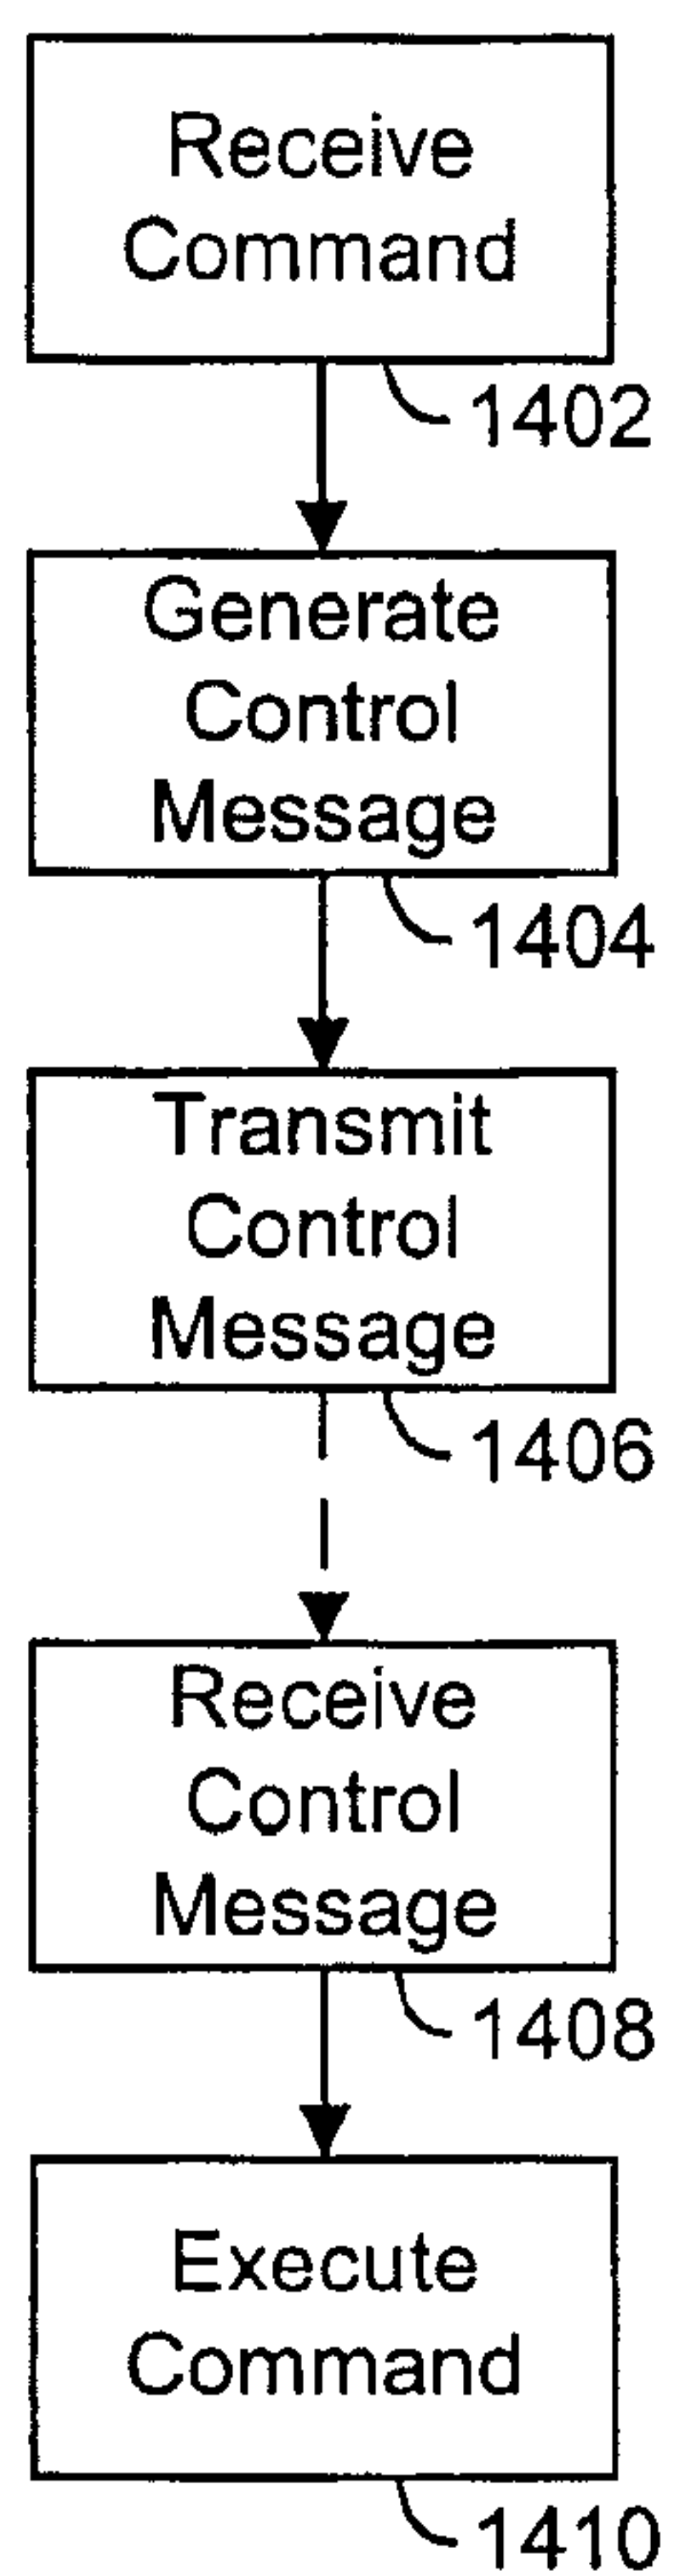 Receive
Command
1402
Generate
Control
Message
1404
Transmit
Control
Message
1406
Receive
Control
Message
1408
Execute
Command
1410